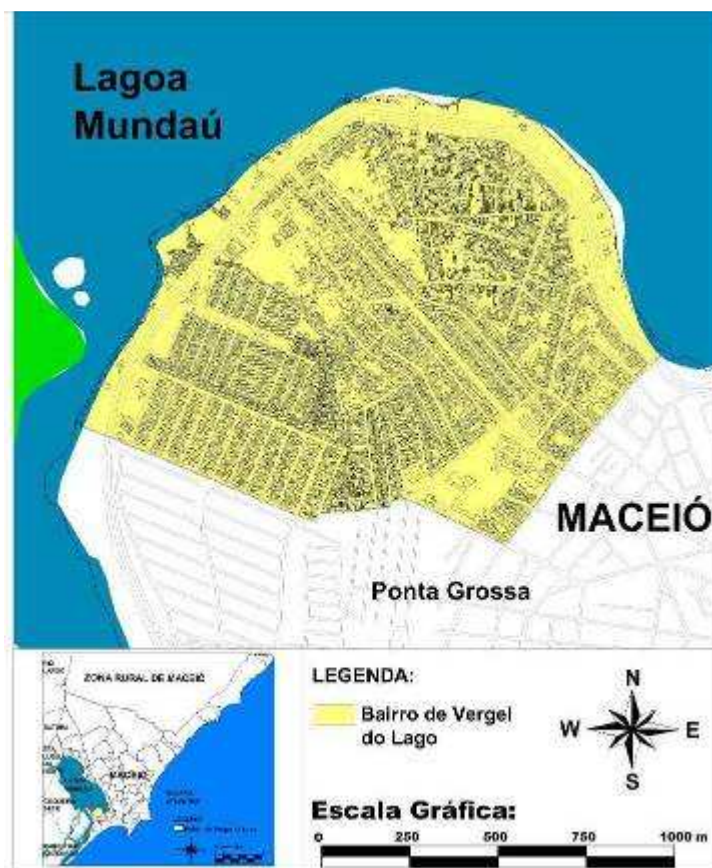 Lagoa
Mundaú
MACEIÓ
Ponta Grossa
ZONA RURAL DE MACEIÓ
MACEIÓ
LEGENDA:
Bairro de Vergel
do Lago
N
W
E
S
Escala Gráfica:
0 250 500 750 1000 m